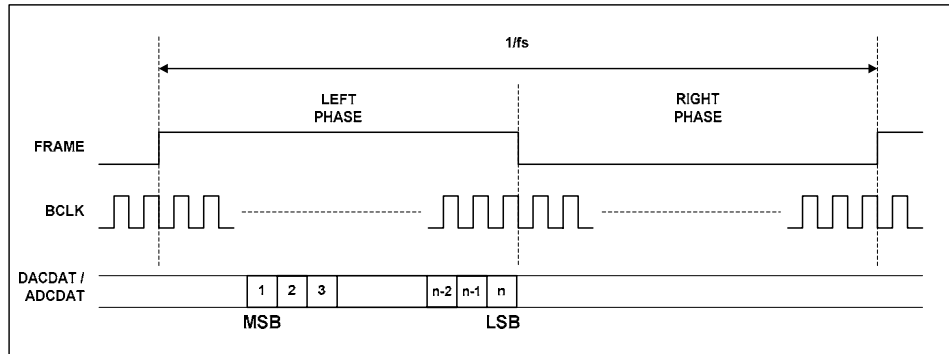 1/fs
LEFT
PHASE
RIGHT
PHASE
FRAME
BCLK
DACDAT /
ADCDAT
1 2 3 n-2 n-1 n
MSB LSB